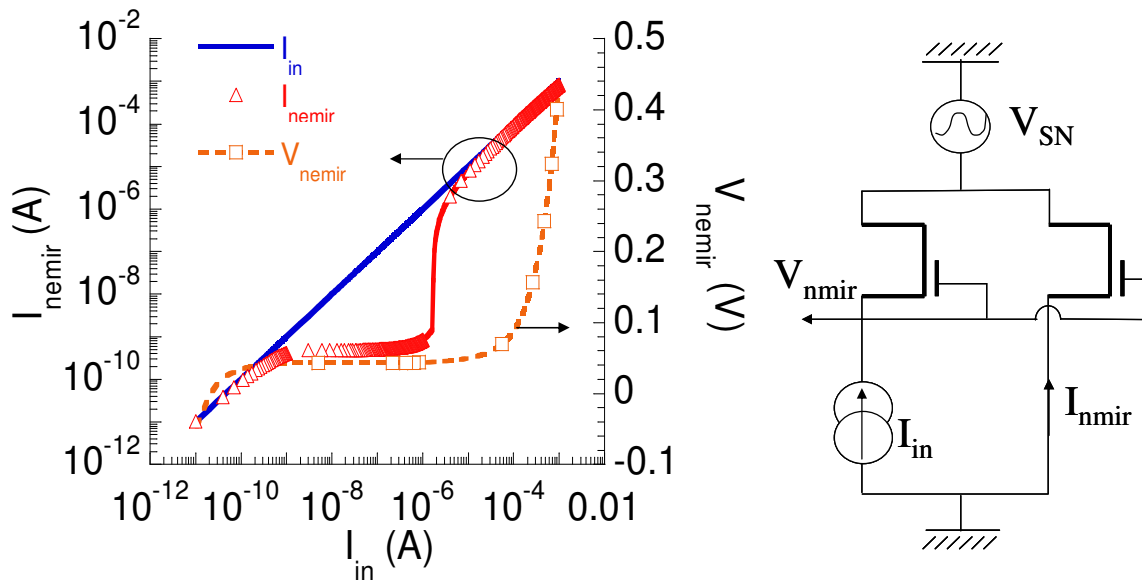 10^-2
10^-4
10^-6
10^-8
10^-10
10^-12
I_nemir (A)
I_in
I_nemir
V_nemir
0.5
0.4
0.3
0.2
0.1
0
-0.1
V_nemir (V)
10^-12 10^-10 10^-8 10^-6 10^-4 0.01
I_in (A)
V_SN
V_nmir
I_in
I_nmir